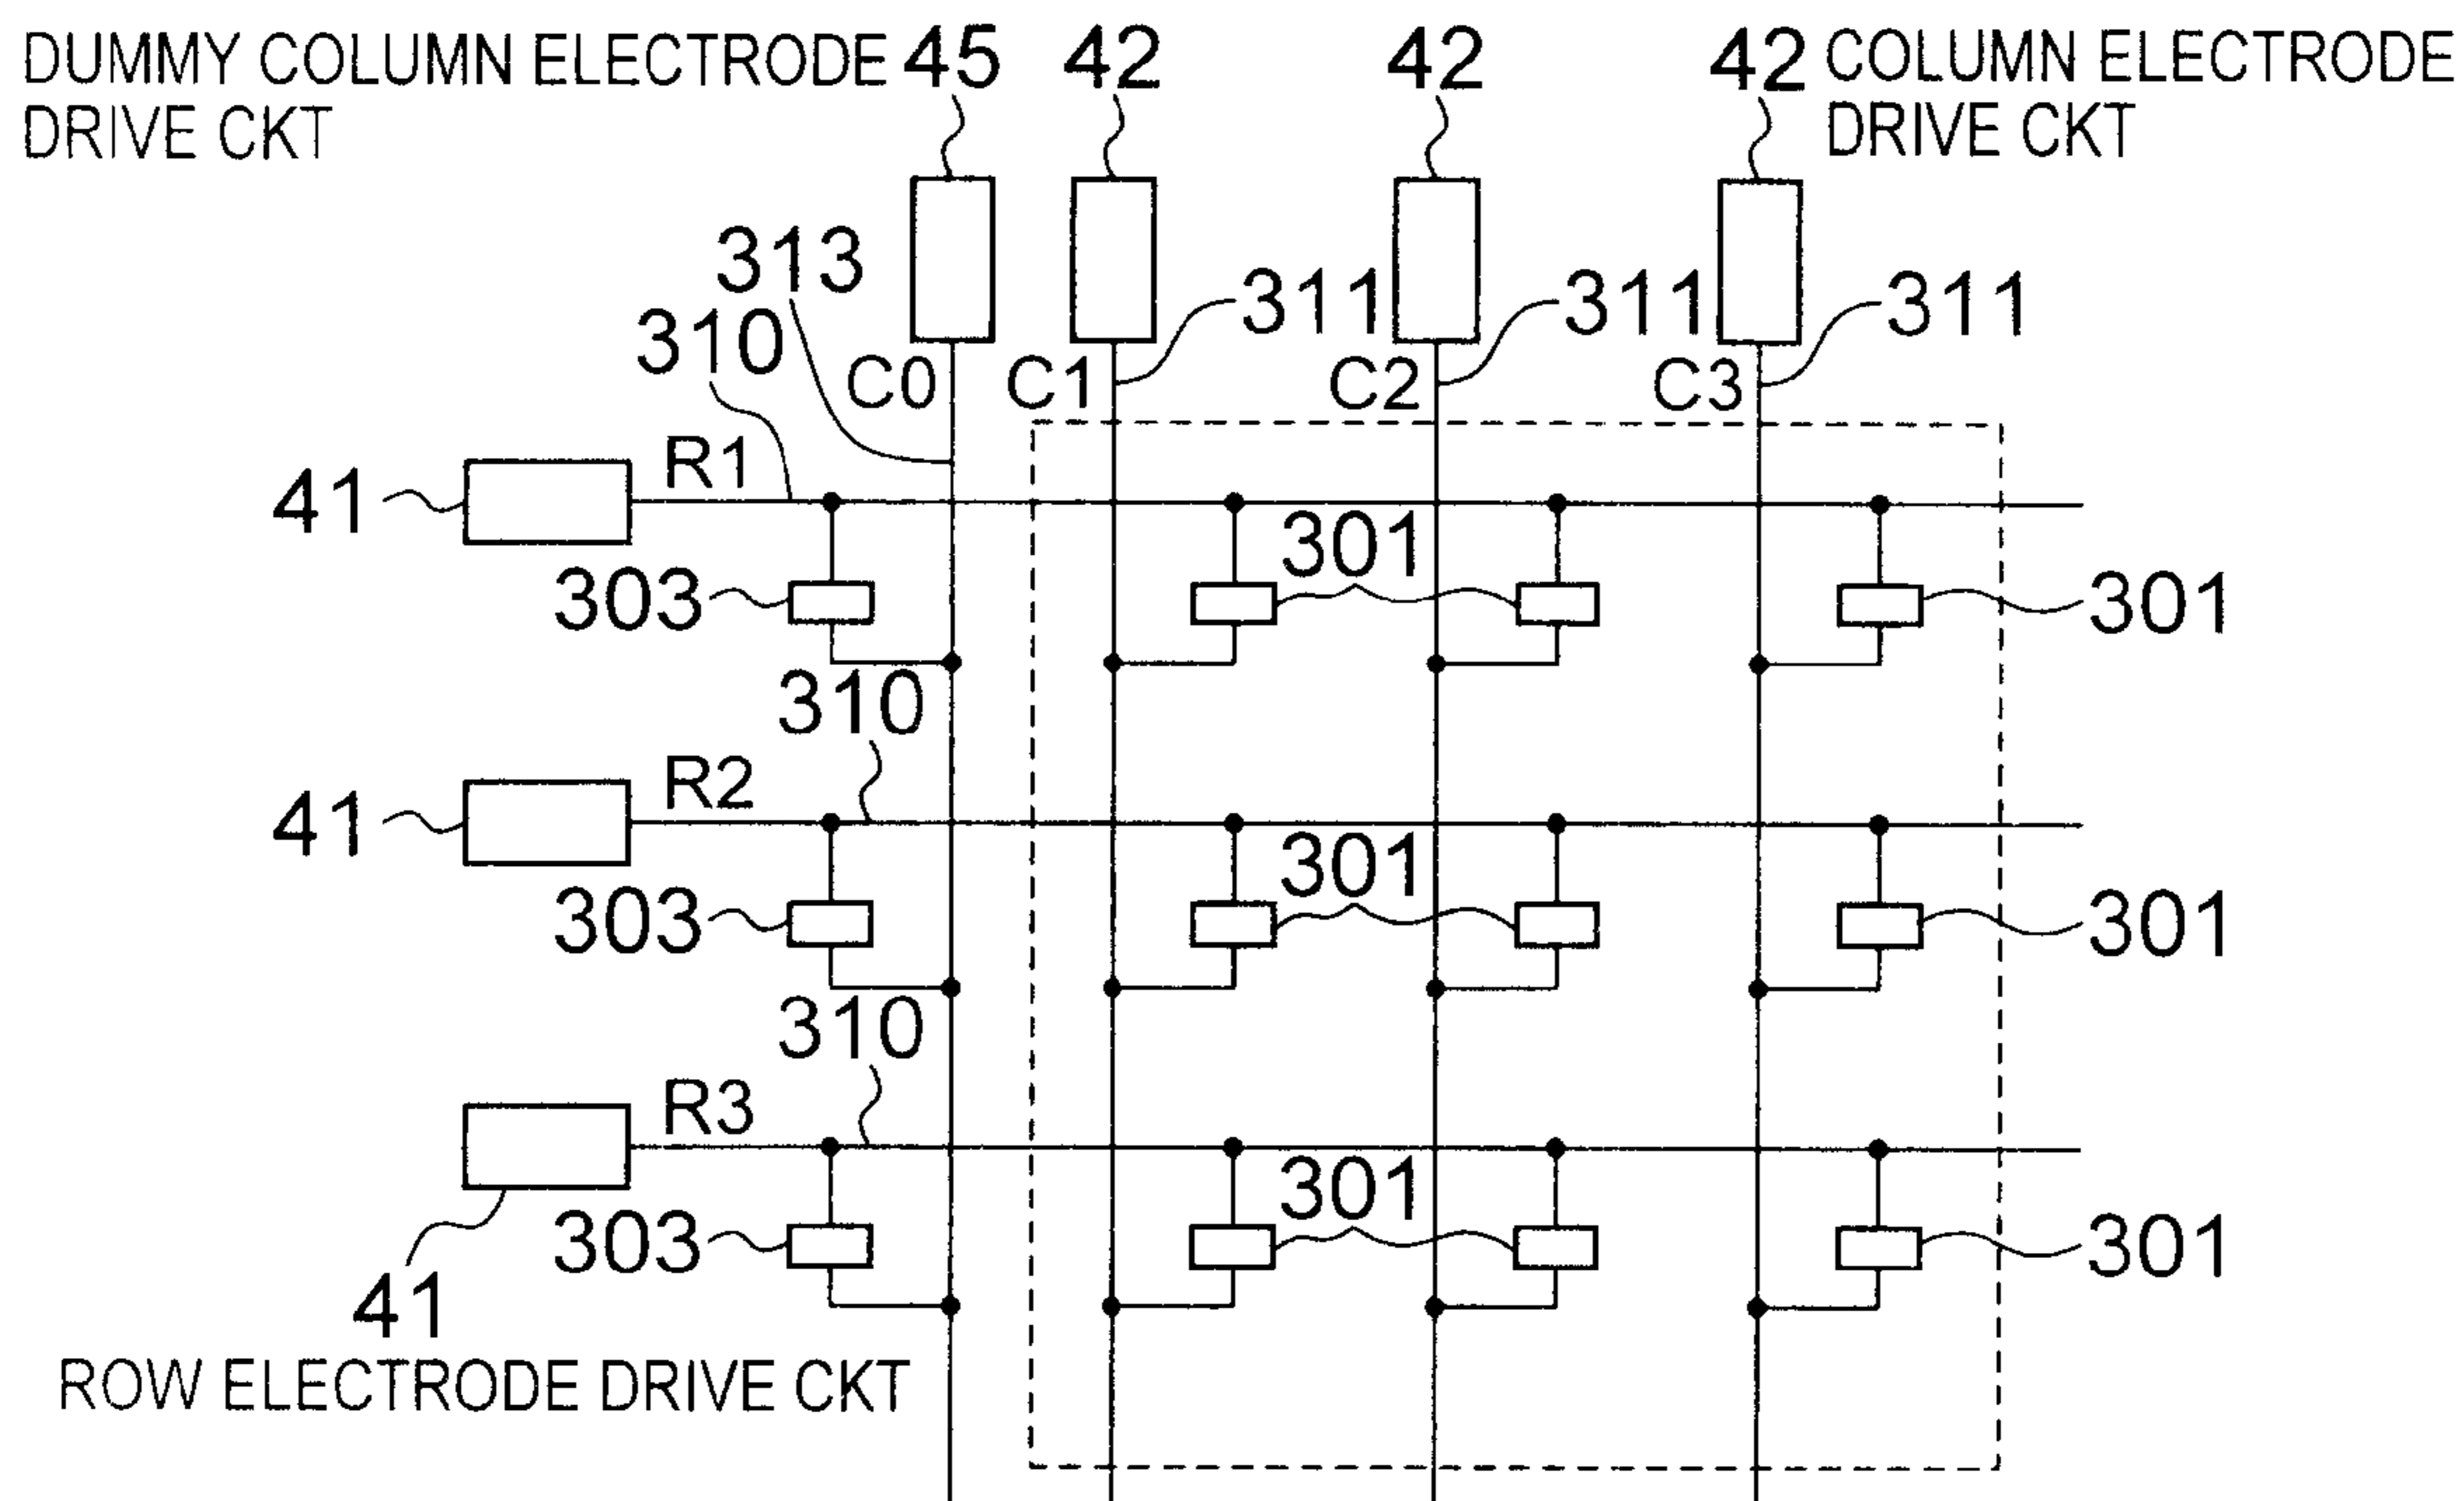 DUMMY COLUMN ELECTRODE
DRIVE CKT
45
42
42
42
COLUMN ELECTRODE
DRIVE CKT
313
310
311
311
311
C0
C1
C2
C3
41
R1
303
301
301
310
41
R2
303
301
301
310
R3
303
301
301
41
ROW ELECTRODE DRIVE CKT